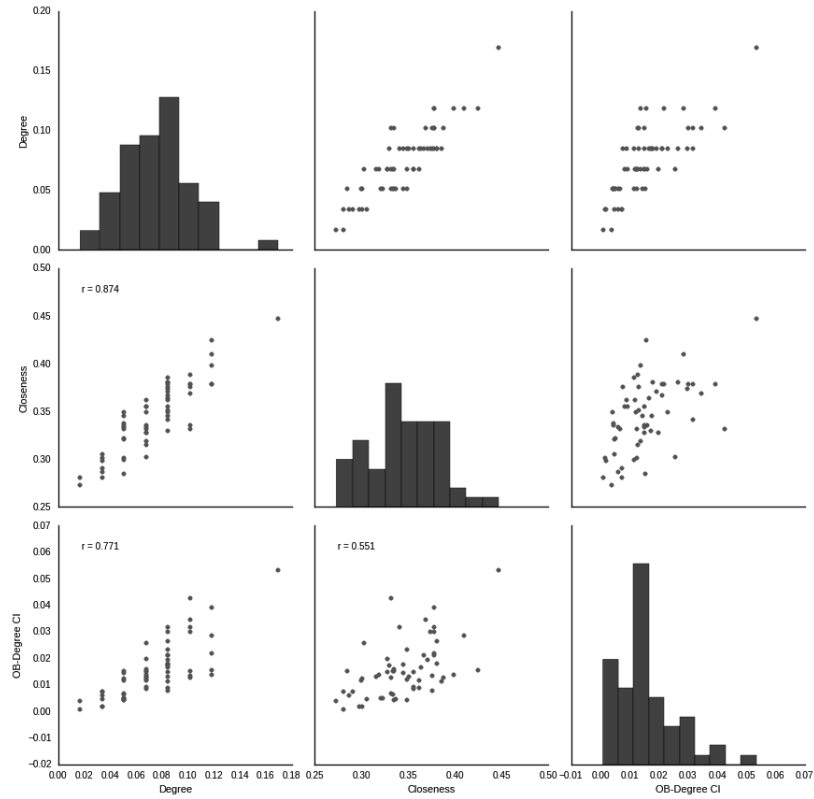 0.20
0.15
0.10
0.05
0.00
Degree
0.50
0.45
0.40
0.35
0.30
0.25
Closeness
r = 0.874
0.07
0.06
0.05
0.04
0.03
0.02
0.01
0.00
−0.01
−0.02
OB-Degree CI
r = 0.771
r = 0.551
0.00 0.02 0.04 0.06 0.08 0.10 0.12 0.14 0.16 0.18
Degree
0.25 0.30 0.35 0.40 0.45 0.50
Closeness
−0.01 0.00 0.01 0.02 0.03 0.04 0.05 0.06 0.07
OB-Degree CI